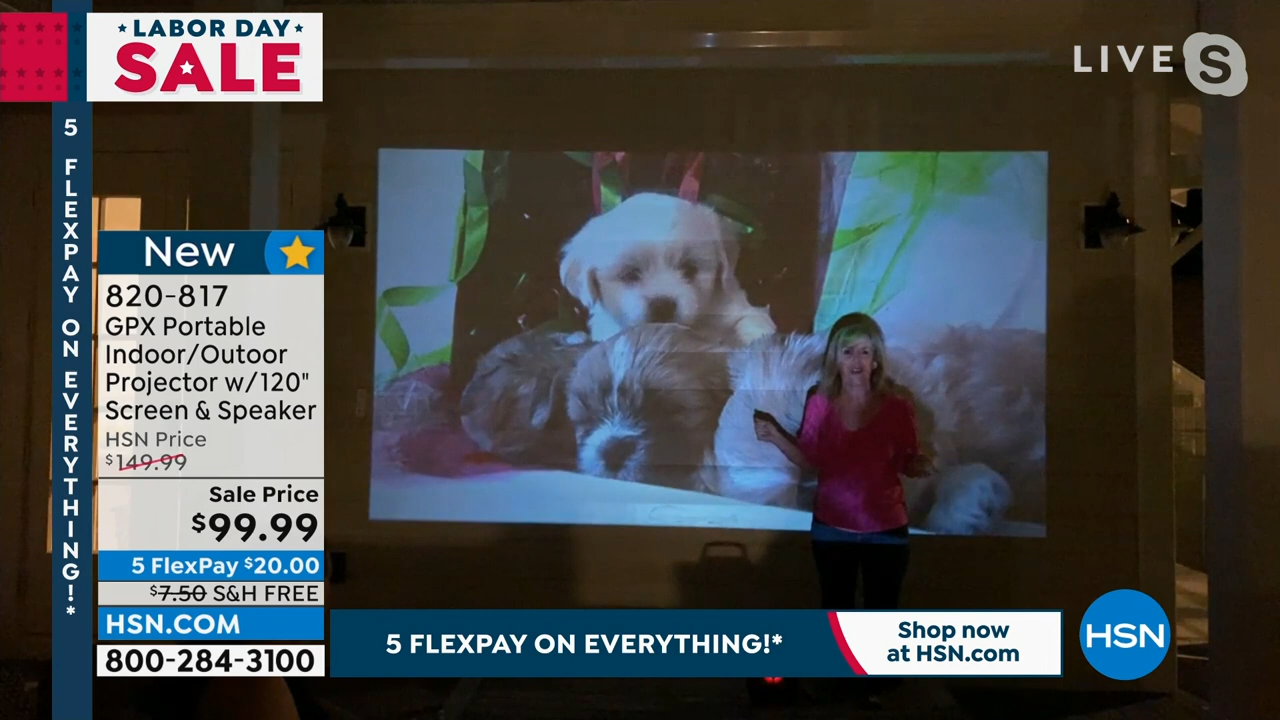 ★ LABOR DAY ★
SALE
LIVE S
5 FLEXPAY ON EVERYTHING!*
New
820-817
GPX Portable
Indoor/Outoor
Projector w/120"
Screen & Speaker
HSN Price
$149.99
Sale Price
$99.99
5 FlexPay $20.00
$7.50 S&H FREE
HSN.COM
800-284-3100
5 FLEXPAY ON EVERYTHING!*
Shop now
at HSN.com
HSN